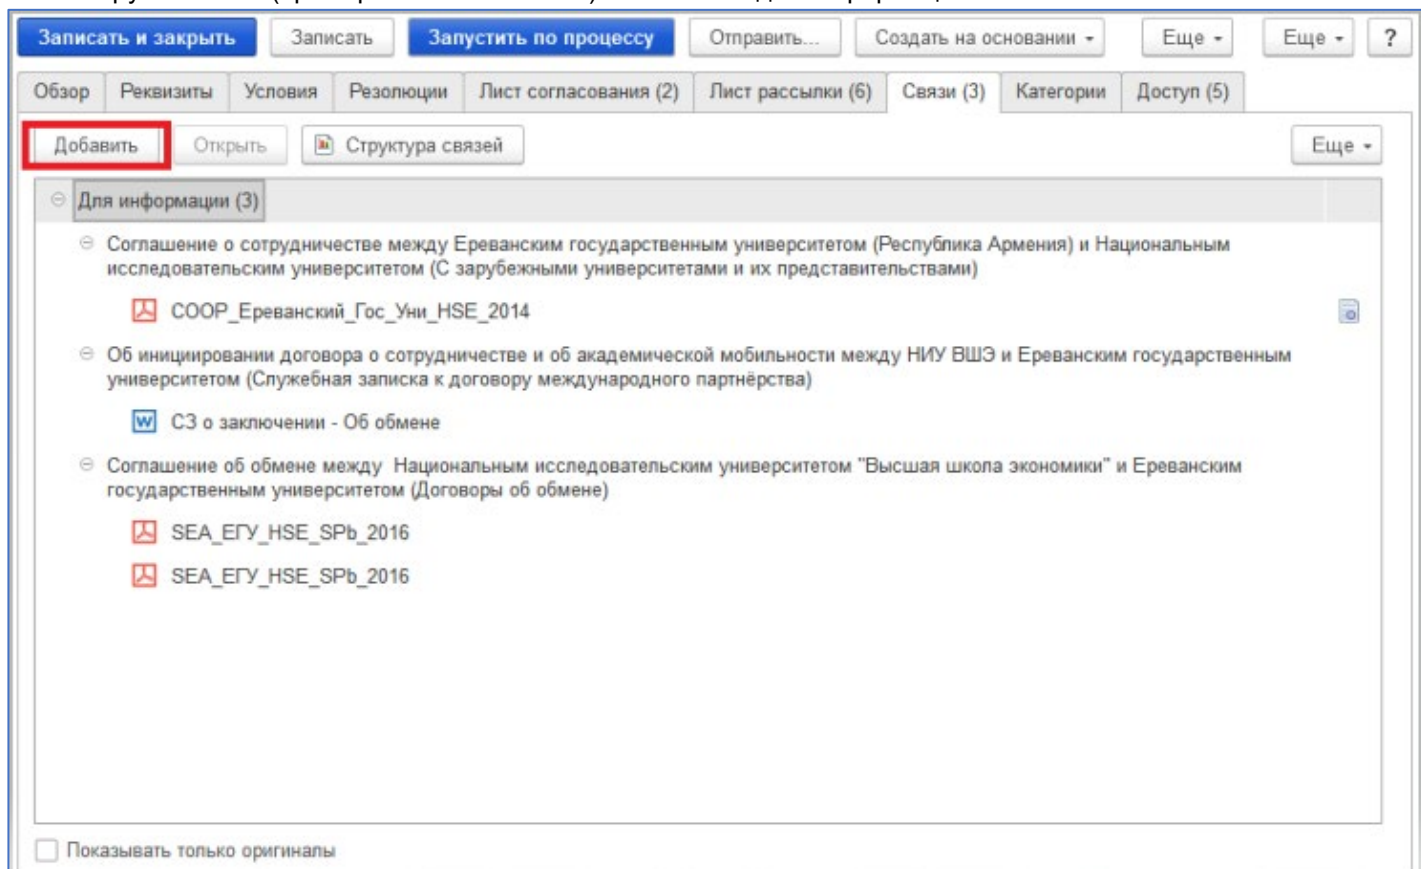 Записать и закрыть Записать Запустить по процессу Отправить... Создать на основании Еще Еще ?
Обзор Реквизиты Условия Резолюции Лист согласования (2) Лист рассылки (6) Связи (3) Категории Доступ (5)
Добавить Открыть Структура связей Еще
Для информации (3)
Соглашение о сотрудничестве между Ереванским государственным университетом (Республика Армения) и Национальным
исследовательским университетом (С зарубежными университетами и их представительствами)
COOP_Ереванский_Гос_Уни_HSE_2014
Об инициировании договора о сотрудничестве и об академической мобильности между НИУ ВШЭ и Ереванским государственным
университетом (Служебная записка к договору международного партнёрства)
СЗ о заключении - Об обмене
Соглашение об обмене между Национальным исследовательским университетом "Высшая школа экономики" и Ереванским
государственным университетом (Договоры об обмене)
SEA_ЕГУ_HSE_SPb_2016
SEA_ЕГУ_HSE_SPb_2016
Показывать только оригиналы